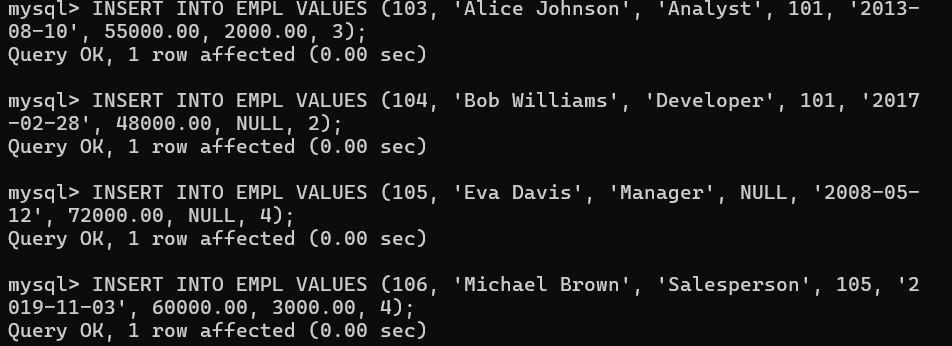 mysql> INSERT INTO EMPL VALUES (103, 'Alice Johnson', 'Analyst', 101, '2013-
08-10', 55000.00, 2000.00, 3);
Query OK, 1 row affected (0.00 sec)
mysql> INSERT INTO EMPL VALUES (104, 'Bob Williams', 'Developer', 101, '2017
-02-28', 48000.00, NULL, 2);
Query OK, 1 row affected (0.00 sec)
mysql> INSERT INTO EMPL VALUES (105, 'Eva Davis', 'Manager', NULL, '2008-05-
12', 72000.00, NULL, 4);
Query OK, 1 row affected (0.00 sec)
mysql> INSERT INTO EMPL VALUES (106, 'Michael Brown', 'Salesperson', 105, '2
019-11-03', 60000.00, 3000.00, 4);
Query OK, 1 row affected (0.00 sec)